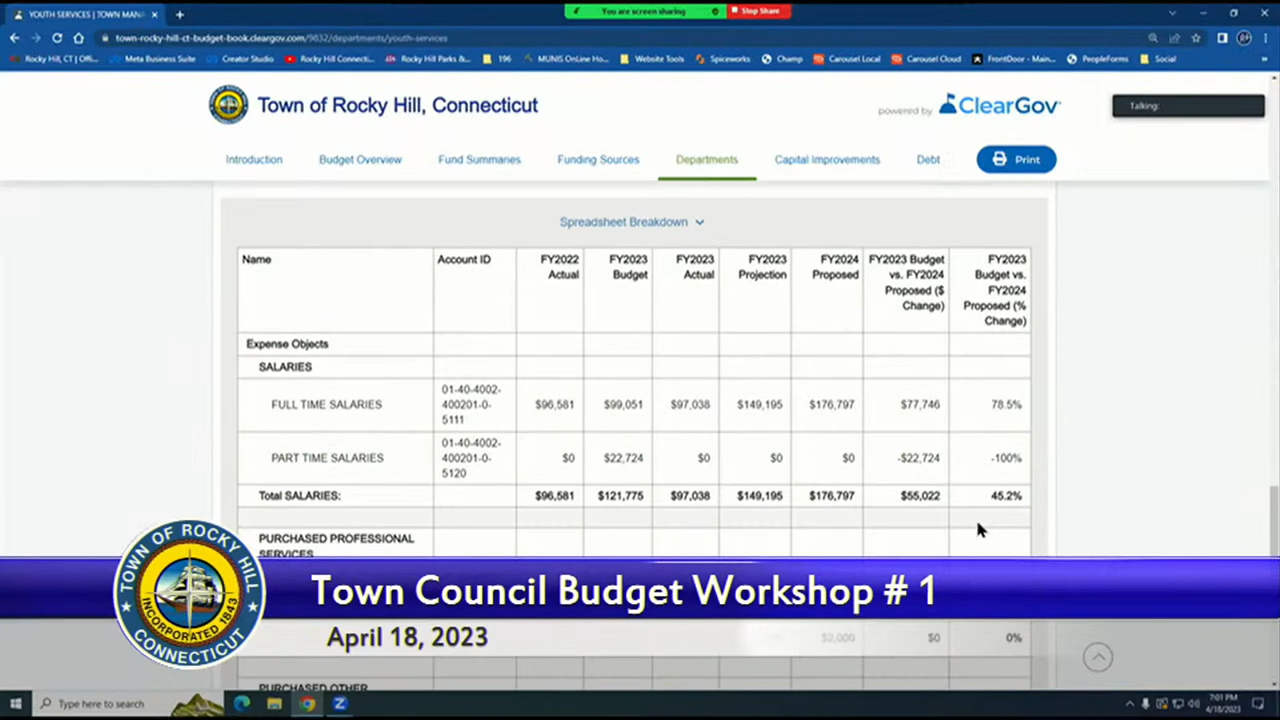 YOUTH SERVICES | TOWN MAN
You are screen sharing
Stop Share
town-rocky-hill-ct-budget-book.cleargov.com/9832/departments/youth-services
Rocky Hill, CT | Offi... Meta Business Suite Creator Studio Rocky Hill Connecti... Rocky Hill Parks &... 196 MUNIS OnLine Ho... Website Tools Spiceworks Champ Carousel Local Carousel Cloud FrontDoor - Main... PeopleForms Social
Town of Rocky Hill, Connecticut
powered by ClearGov
Talking:
Introduction Budget Overview Fund Summaries Funding Sources Departments Capital Improvements Debt Print
Spreadsheet Breakdown
Name Account ID FY2022 Actual FY2023 Budget FY2023 Actual FY2023 Projection FY2024 Proposed FY2023 Budget vs. FY2024 Proposed ($ Change) FY2023 Budget vs. FY2024 Proposed (% Change)
Expense Objects
SALARIES
FULL TIME SALARIES 01-40-4002-400201-0-5111 $96,581 $99,051 $97,038 $149,195 $176,797 $77,746 78.5%
PART TIME SALARIES 01-40-4002-400201-0-5120 $0 $22,724 $0 $0 $0 -$22,724 -100%
Total SALARIES: $96,581 $121,775 $97,038 $149,195 $176,797 $55,022 45.2%
PURCHASED PROFESSIONAL
SERVICES
TOWN OF ROCKY HILL
INCORPORATED 1843
CONNECTICUT
Town Council Budget Workshop # 1
April 18, 2023
$2,000 $0 0%
PURCHASED OTHER
Type here to search
7:01 PM
4/18/2023